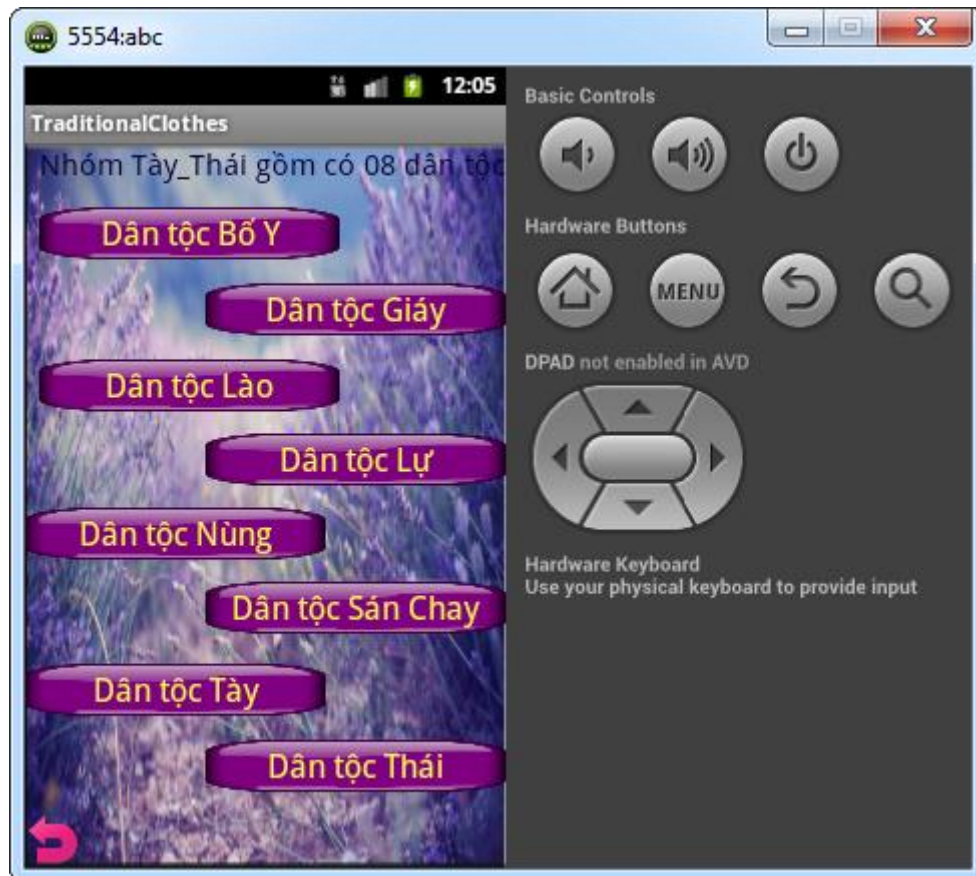 5554:abc
12:05
TraditionalClothes
Nhóm Tày_Thái gồm có 08 dân tộc
Dân tộc Bố Y
Dân tộc Giáy
Dân tộc Lào
Dân tộc Lự
Dân tộc Nùng
Dân tộc Sán Chay
Dân tộc Tày
Dân tộc Thái
Basic Controls
Hardware Buttons
MENU
DPAD not enabled in AVD
Hardware Keyboard
Use your physical keyboard to provide input